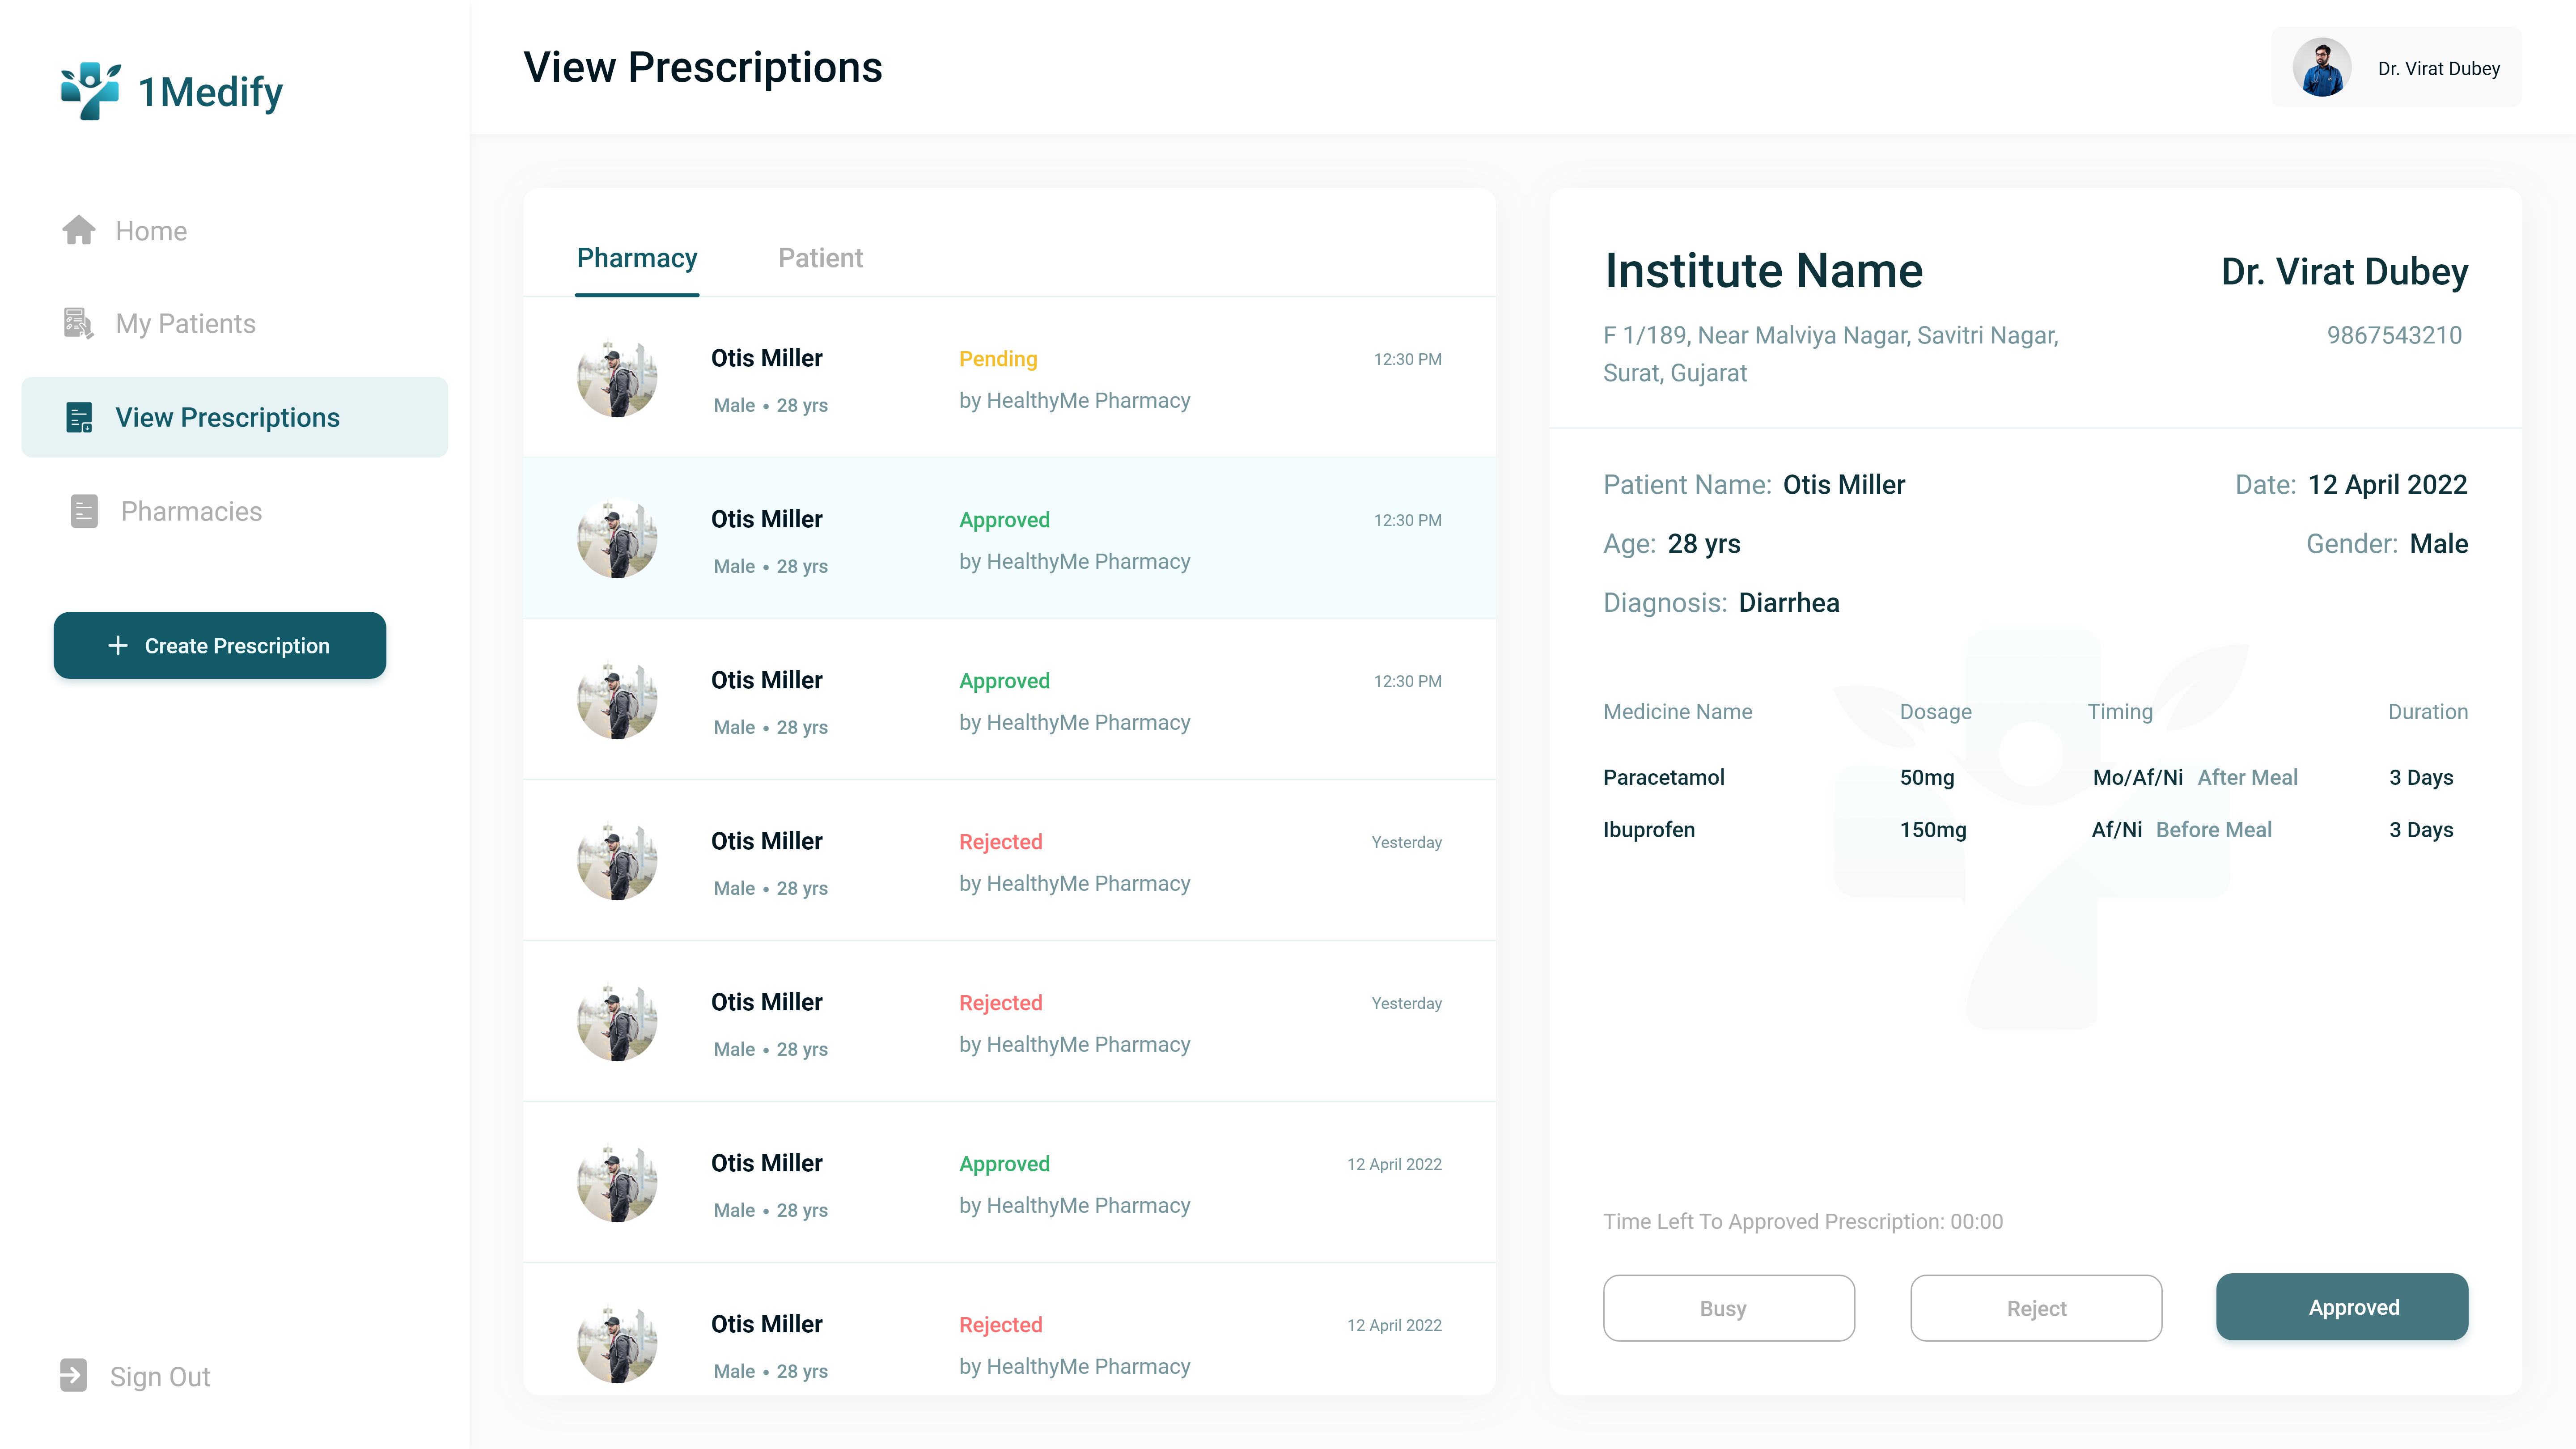 1Medify
Home
My Patients
View Prescriptions
Pharmacies
Create Prescription
Sign Out
View Prescriptions
Dr. Virat Dubey
Pharmacy Patient
Otis Miller Pending 12:30 PM
Male • 28 yrs by HealthyMe Pharmacy
Otis Miller Approved 12:30 PM
Male • 28 yrs by HealthyMe Pharmacy
Otis Miller Approved 12:30 PM
Male • 28 yrs by HealthyMe Pharmacy
Otis Miller Rejected Yesterday
Male • 28 yrs by HealthyMe Pharmacy
Otis Miller Rejected Yesterday
Male • 28 yrs by HealthyMe Pharmacy
Otis Miller Approved 12 April 2022
Male • 28 yrs by HealthyMe Pharmacy
Otis Miller Rejected 12 April 2022
Male • 28 yrs by HealthyMe Pharmacy
Institute Name Dr. Virat Dubey
F 1/189, Near Malviya Nagar, Savitri Nagar, 9867543210
Surat, Gujarat
Patient Name: Otis Miller Date: 12 April 2022
Age: 28 yrs Gender: Male
Diagnosis: Diarrhea
Medicine Name Dosage Timing Duration
Paracetamol 50mg Mo/Af/Ni After Meal 3 Days
Ibuprofen 150mg Af/Ni Before Meal 3 Days
Time Left To Approved Prescription: 00:00
Busy Reject Approved